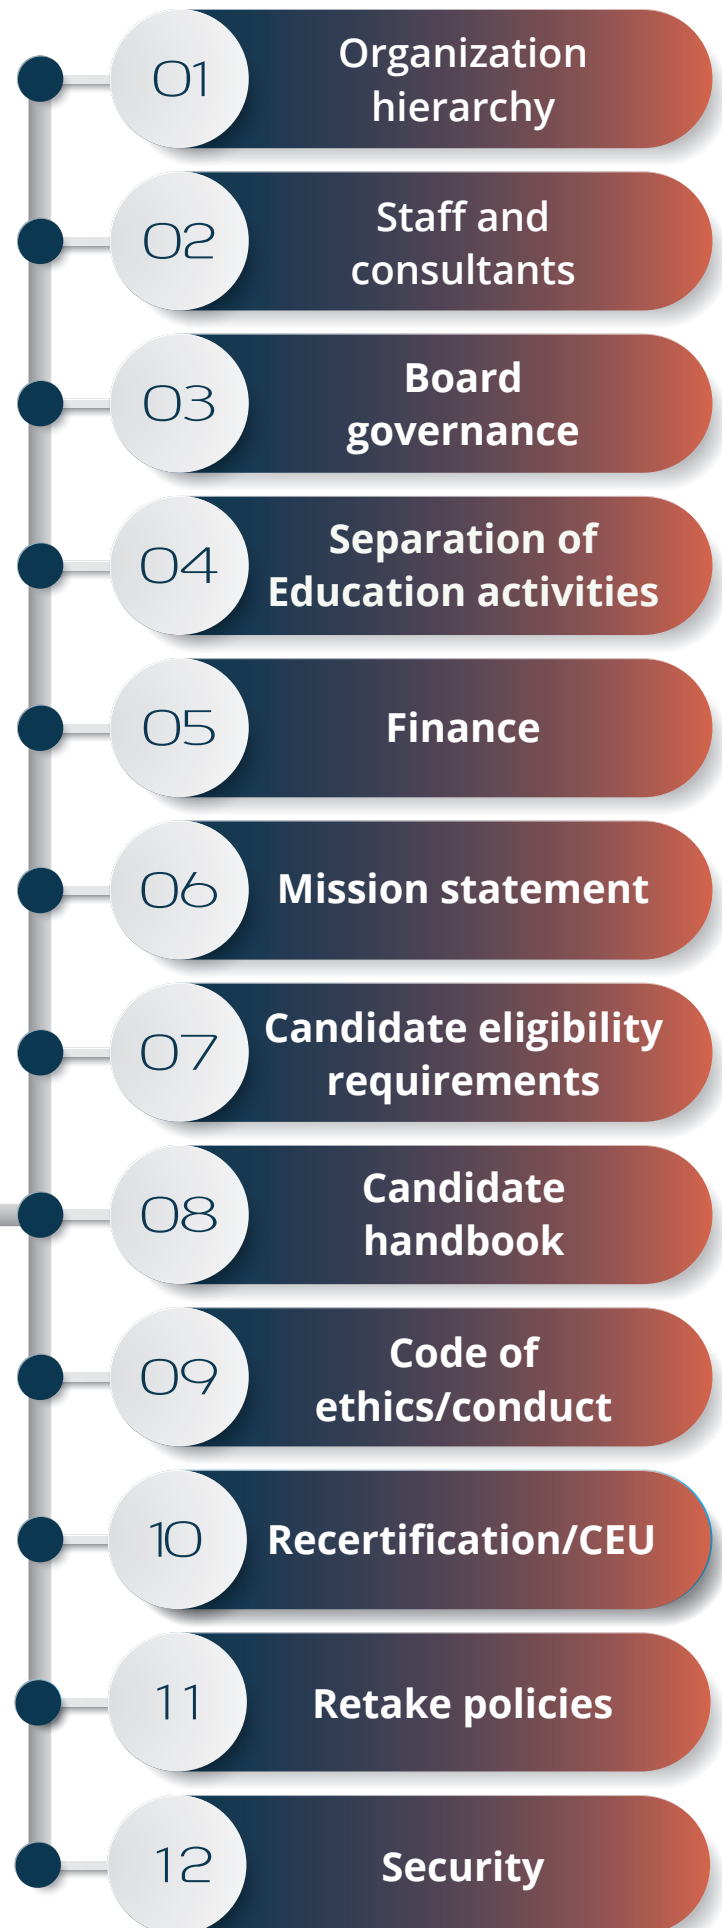 01
Organization
hierarchy
02
Staff and
consultants
03
Board
governance
04
Separation of
Education activities
05
Finance
06
Mission statement
07
Candidate eligibility
requirements
08
Candidate
handbook
09
Code of
ethics/conduct
10
Recertification/CEU
11
Retake policies
12
Security